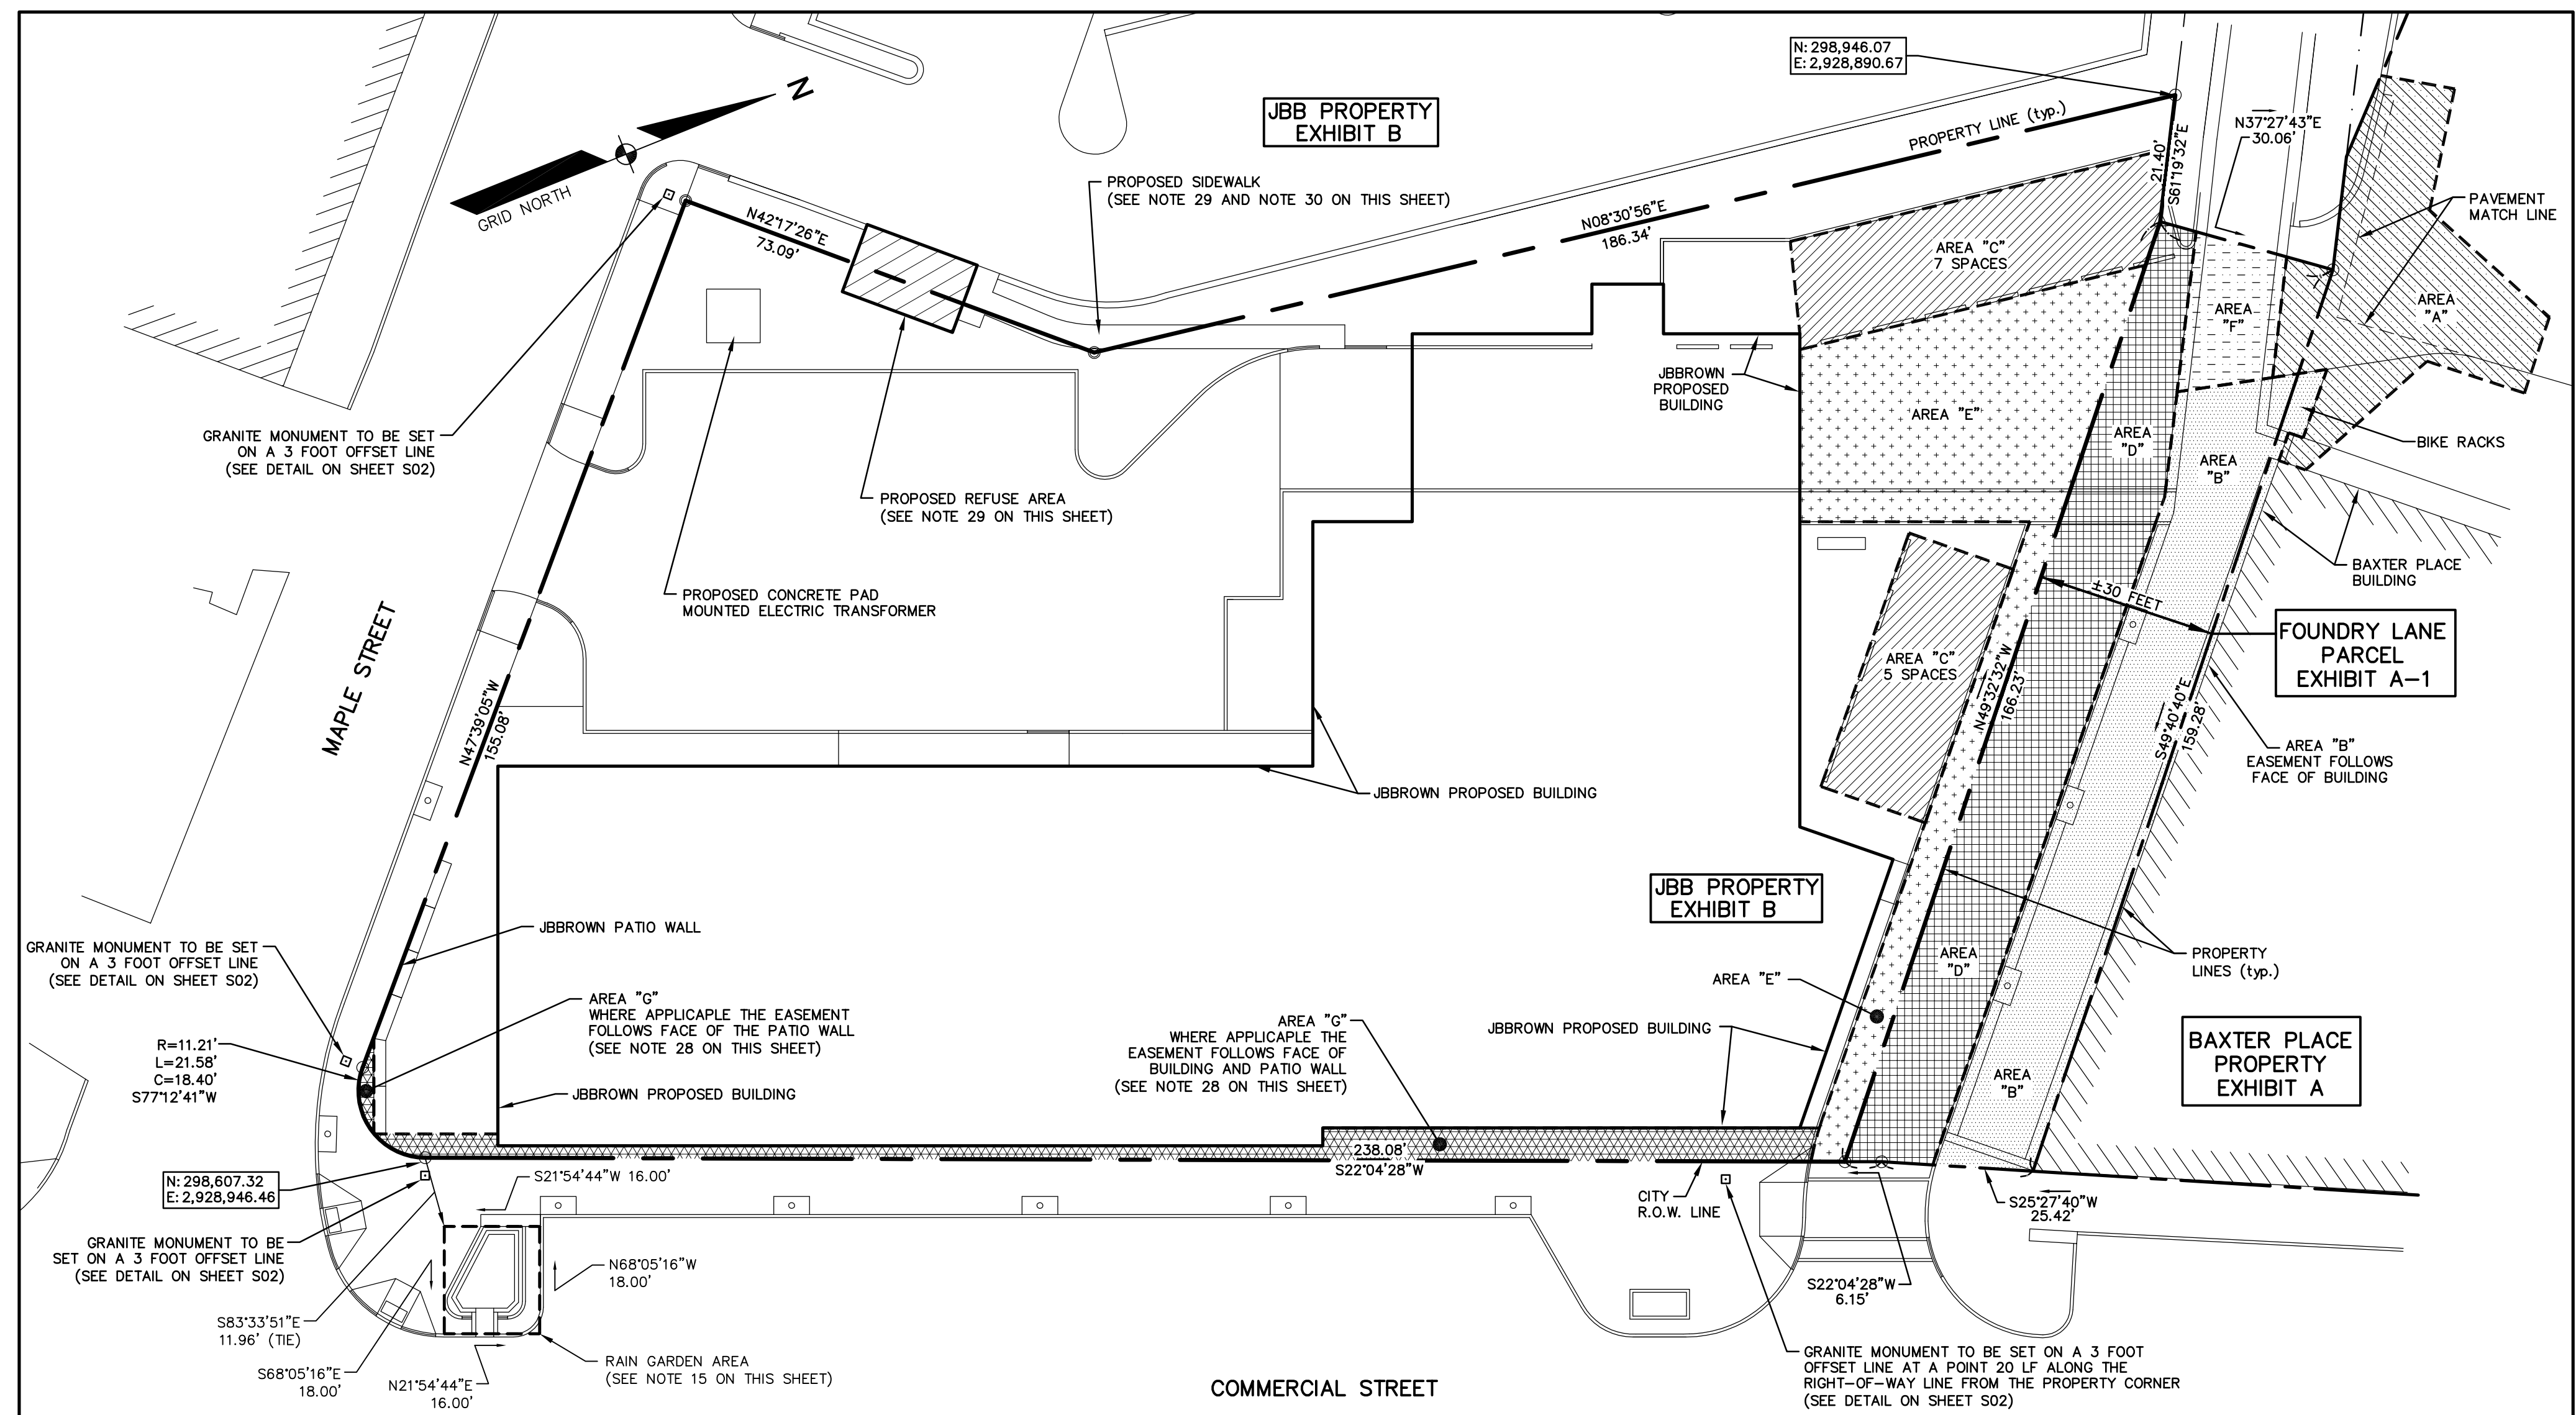 N: 298,946.07
E: 2,928,890.67
JBB PROPERTY
EXHIBIT B
N
GRID NORTH
PROPERTY LINE (typ.)
21.40'
S61°19'32"E
N37°27'43"E
30.06'
PAVEMENT
MATCH LINE
PROPOSED SIDEWALK
(SEE NOTE 29 AND NOTE 30 ON THIS SHEET)
N42°17'26"E
73.09'
N08°30'56"E
186.34'
AREA "C"
7 SPACES
AREA
"F"
AREA
"A"
JBBROWN
PROPOSED
BUILDING
AREA "E"
AREA
"D"
AREA
"B"
BIKE RACKS
GRANITE MONUMENT TO BE SET
ON A 3 FOOT OFFSET LINE
(SEE DETAIL ON SHEET S02)
PROPOSED REFUSE AREA
(SEE NOTE 29 ON THIS SHEET)
BAXTER PLACE
BUILDING
PROPOSED CONCRETE PAD
MOUNTED ELECTRIC TRANSFORMER
±30 FEET
FOUNDRY LANE
PARCEL
EXHIBIT A-1
MAPLE STREET
N47°39'05"W
155.08'
AREA "C"
5 SPACES
N49°32'32"W
166.23'
S49°40'40"E
159.28'
AREA "B"
EASEMENT FOLLOWS
FACE OF BUILDING
JBBROWN PROPOSED BUILDING
JBB PROPERTY
EXHIBIT B
JBBROWN PATIO WALL
GRANITE MONUMENT TO BE SET
ON A 3 FOOT OFFSET LINE
(SEE DETAIL ON SHEET S02)
AREA
"D"
PROPERTY
LINES (typ.)
AREA "E"
AREA "G"
WHERE APPLICAPLE THE EASEMENT
FOLLOWS FACE OF THE PATIO WALL
(SEE NOTE 28 ON THIS SHEET)
AREA "G"
WHERE APPLICAPLE THE
EASEMENT FOLLOWS FACE OF
BUILDING AND PATIO WALL
(SEE NOTE 28 ON THIS SHEET)
JBBROWN PROPOSED BUILDING
R=11.21'
L=21.58'
C=18.40'
S77°12'41"W
BAXTER PLACE
PROPERTY
EXHIBIT A
AREA
"B"
JBBROWN PROPOSED BUILDING
238.08'
S22°04'28"W
N: 298,607.32
E: 2,928,946.46
S21°54'44"W 16.00'
CITY
R.O.W. LINE
S25°27'40"W
25.42'
GRANITE MONUMENT TO BE
SET ON A 3 FOOT OFFSET LINE
(SEE DETAIL ON SHEET S02)
N68°05'16"W
18.00'
S22°04'28"W
6.15'
S83°33'51"E
11.96' (TIE)
S68°05'16"E
18.00'
N21°54'44"E
16.00'
RAIN GARDEN AREA
(SEE NOTE 15 ON THIS SHEET)
COMMERCIAL STREET
GRANITE MONUMENT TO BE SET ON A 3 FOOT
OFFSET LINE AT A POINT 20 LF ALONG THE
RIGHT-OF-WAY LINE FROM THE PROPERTY CORNER
(SEE DETAIL ON SHEET S02)